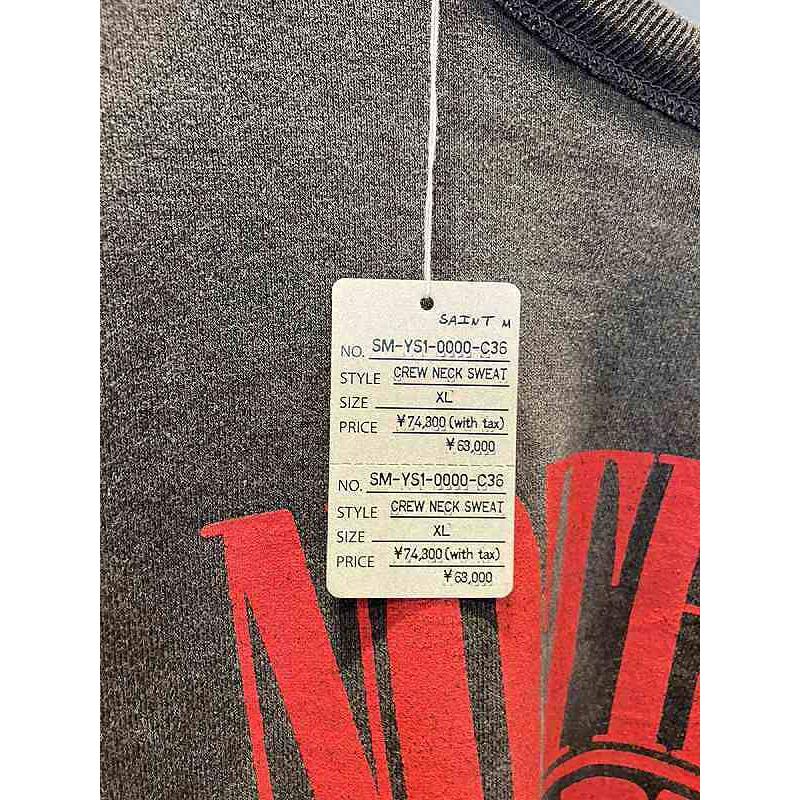 SAINT M
NO. SM-YS1-0000-C36
STYLE CREW NECK SWEAT
SIZE XL
PRICE ¥74,800(with tax)
¥68,000
NO. SM-YS1-0000-C36
STYLE CREW NECK SWEAT
SIZE XL
PRICE ¥74,800(with tax)
¥68,000